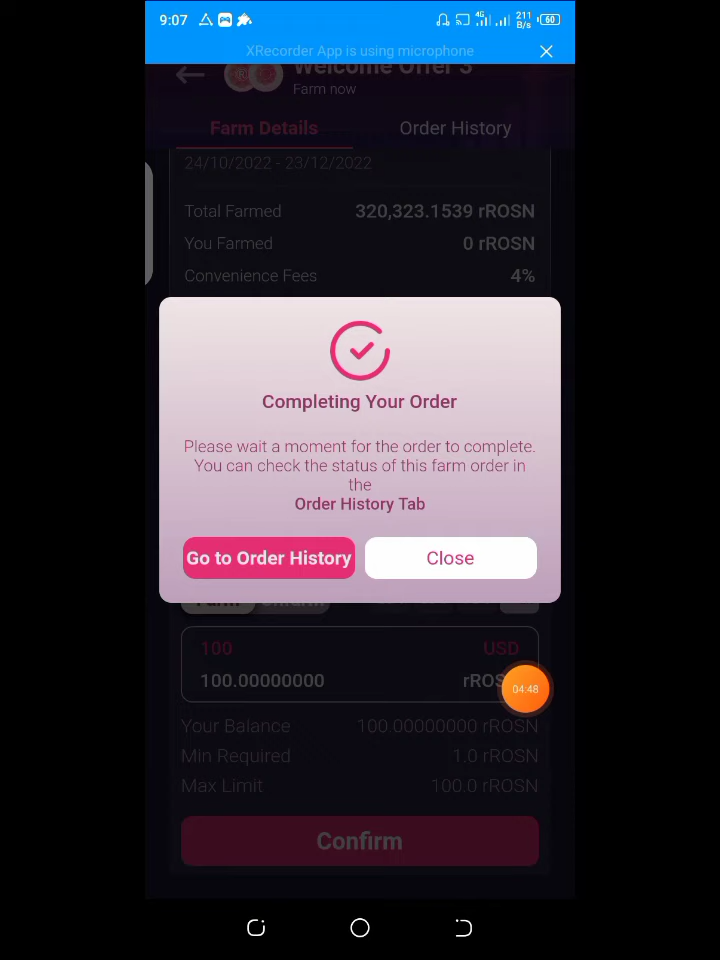 9:07
4G
211 B/s
60
XRecorder App is using microphone
Welcome Offer 3
Farm now
Farm Details
Order History
24/10/2022 - 23/12/2022
Total Farmed 320,323.1539 rROSN
You Farmed 0 rROSN
Convenience Fees 4%
Completing Your Order
Please wait a moment for the order to complete.
You can check the status of this farm order in
the
Order History Tab
Go to Order History
Close
100 USD
100.00000000 rROS
04:48
Your Balance 100.00000000 rROSN
Min Required 1.0 rROSN
Max Limit 100.0 rROSN
Confirm